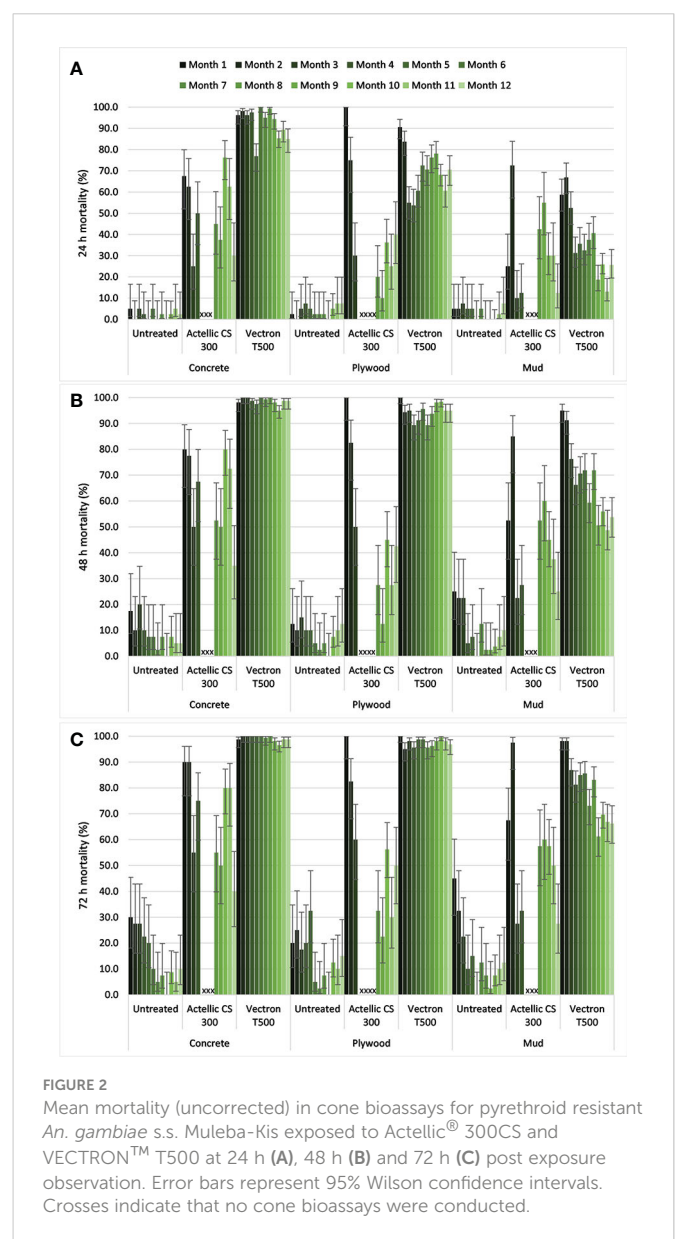 A
Month 1 Month 2 Month 3 Month 4 Month 5 Month 6
Month 7 Month 8 Month 9 Month 10 Month 11 Month 12
24 h mortality (%)
100.0
90.0
80.0
70.0
60.0
50.0
40.0
30.0
20.0
10.0
0.0
xxx xxxx xxx
Untreated Actellic CS 300 Vectron T500 Untreated Actellic CS 300 Vectron T500 Untreated Actellic CS 300 Vectron T500
Concrete Plywood Mud
B
48 h mortality (%)
100.0
90.0
80.0
70.0
60.0
50.0
40.0
30.0
20.0
10.0
0.0
xxx xxxx xxx
Untreated Actellic CS 300 Vectron T500 Untreated Actellic CS 300 Vectron T500 Untreated Actellic CS 300 Vectron T500
Concrete Plywood Mud
C
72 h mortality (%)
100.0
90.0
80.0
70.0
60.0
50.0
40.0
30.0
20.0
10.0
0.0
xxx xxxx xxx
Untreated Actellic CS 300 Vectron T500 Untreated Actellic CS 300 Vectron T500 Untreated Actellic CS 300 Vectron T500
Concrete Plywood Mud
FIGURE 2
Mean mortality (uncorrected) in cone bioassays for pyrethroid resistant
An. gambiae s.s. Muleba-Kis exposed to Actellic® 300CS and
VECTRON™ T500 at 24 h (A), 48 h (B) and 72 h (C) post exposure
observation. Error bars represent 95% Wilson confidence intervals.
Crosses indicate that no cone bioassays were conducted.